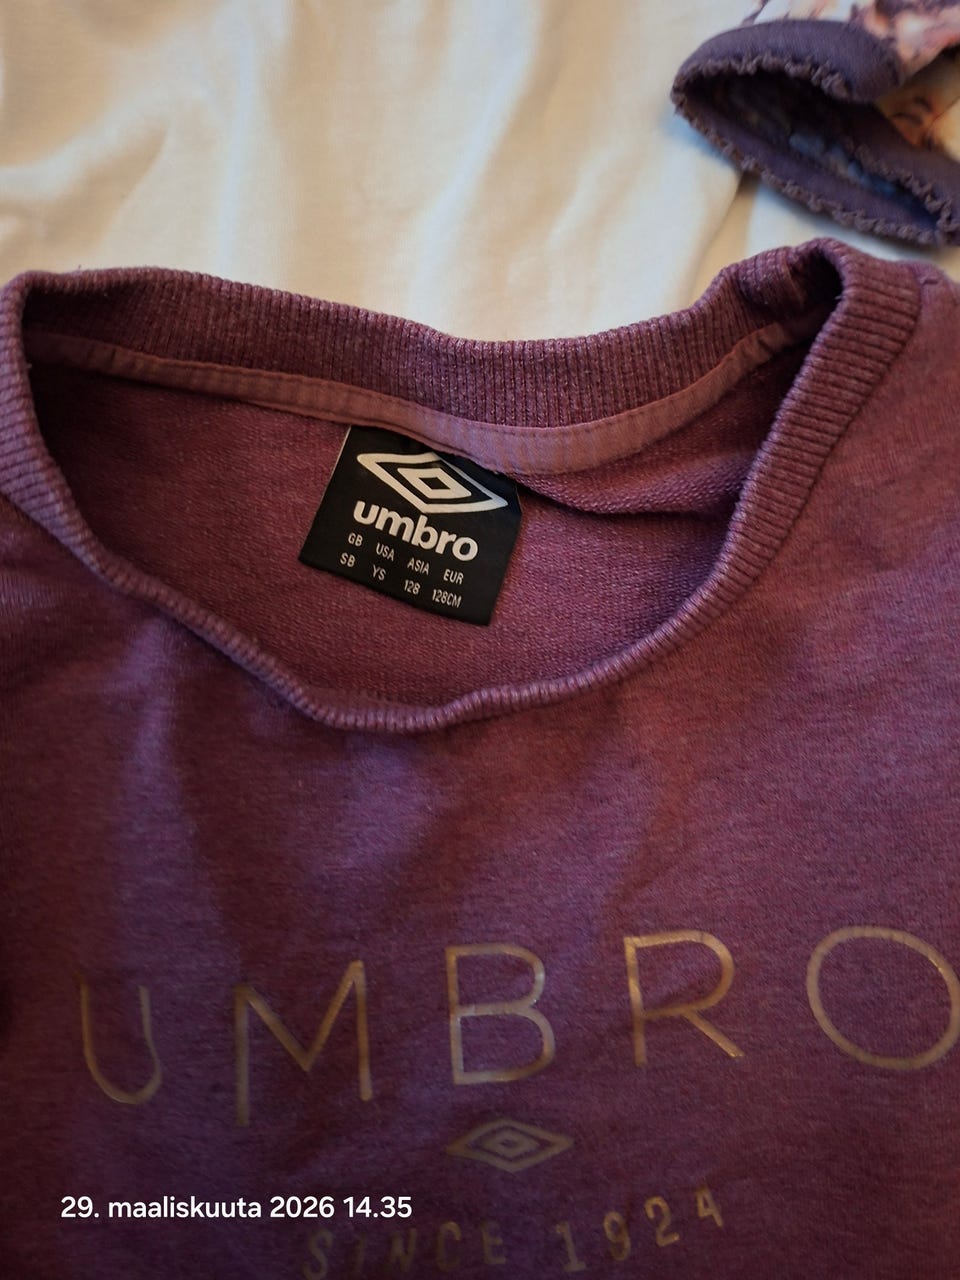 umbro
GB USA ASIA EUR
SB YS 128 128CM
UMBRO
SINCE 1924
29. maaliskuuta 2026 14.35